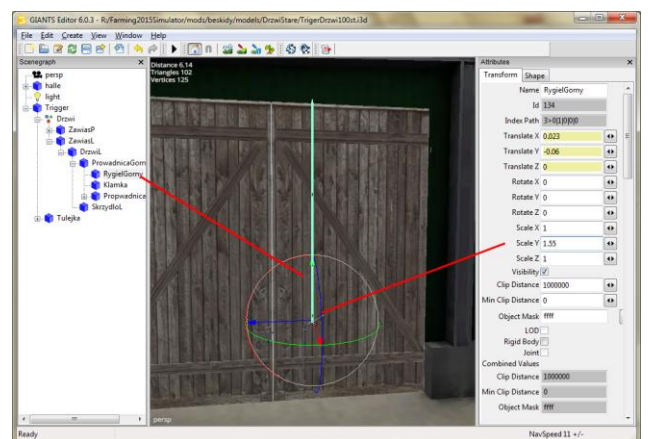 GIANTS Editor 6.0.3 - R:/Farming2015Simulator/mods/beskidy/models/DrzwiStare/TrigerDrzwi100st.i3d
File Edit Create View Window Help
Scenegraph
persp
halle
light
Trigger
Drzwi
ZawiasP
ZawiasL
DrzwiL
ProwadnicaGorn
RygielGorny
Klamka
Propwadnice
SkrzydloL
Tulejka
Distance 6.14
Triangles 102
Vertices 125
persp
Attributes
Transform Shape
Name RygielGorny
Id 134
Index Path 3>0|1|0|0|0
Translate X 0.023
Translate Y -0.06
Translate Z 0
Rotate X 0
Rotate Y 0
Rotate Z 0
Scale X 1
Scale Y 1.55
Scale Z 1
Visibility
Clip Distance 1000000
Min Clip Distance 0
Object Mask ffff
LOD
Rigid Body
Joint
Combined Values
Clip Distance 1000000
Min Clip Distance 0
Object Mask ffff
Ready
NavSpeed 11 +/-